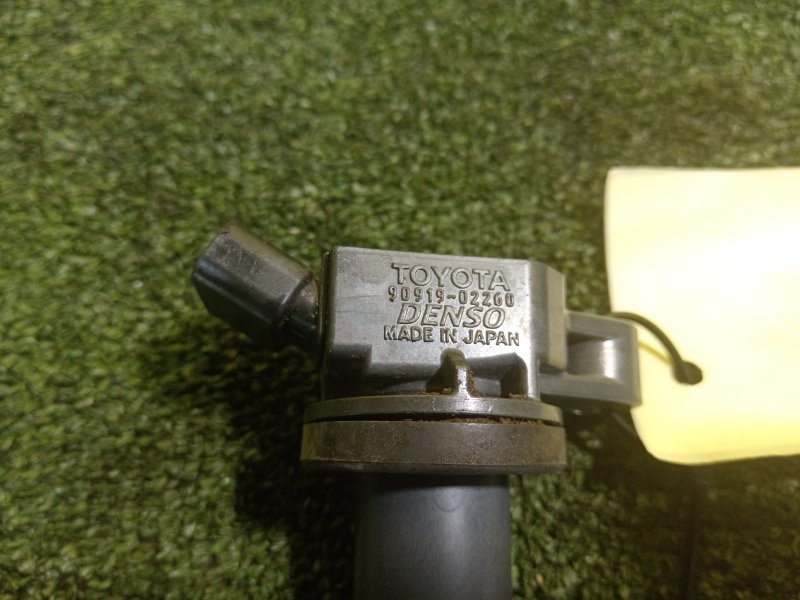 TOYOTA
90919-02260
DENSO
MADE IN JAPAN